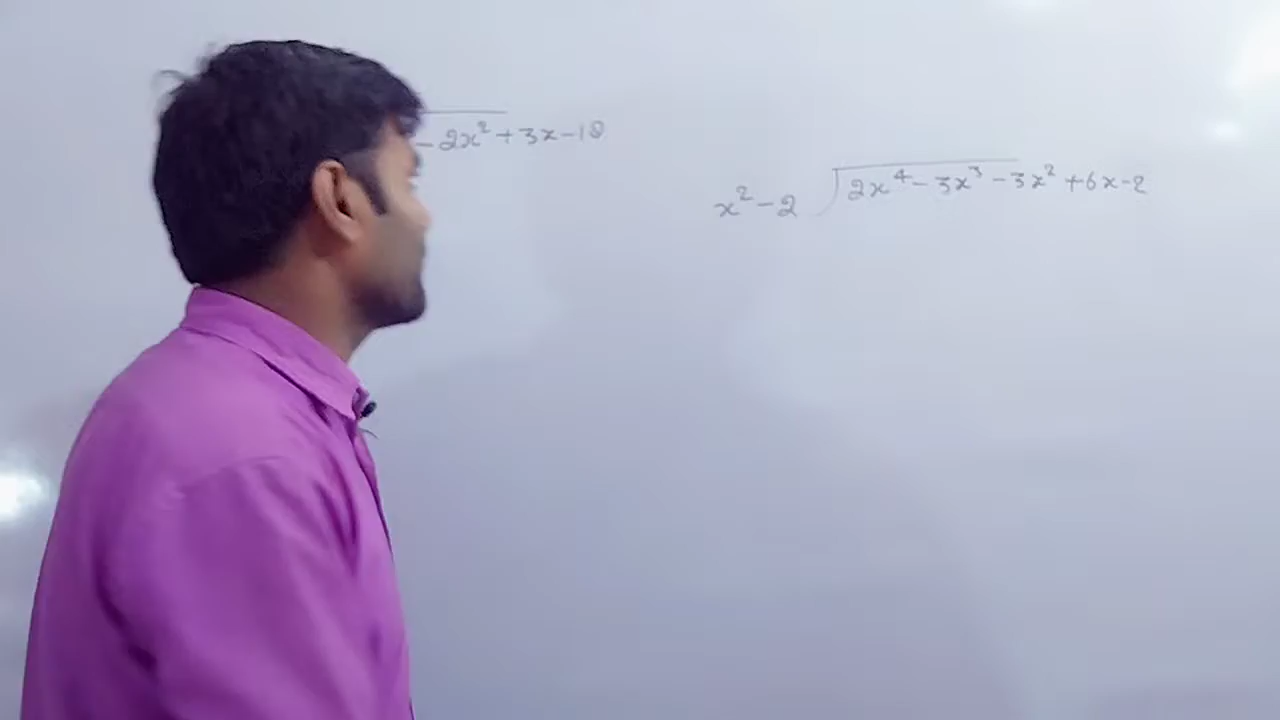 - 2x² + 3x - 18
x² - 2 2x⁴ - 3x³ - 3x² + 6x - 2